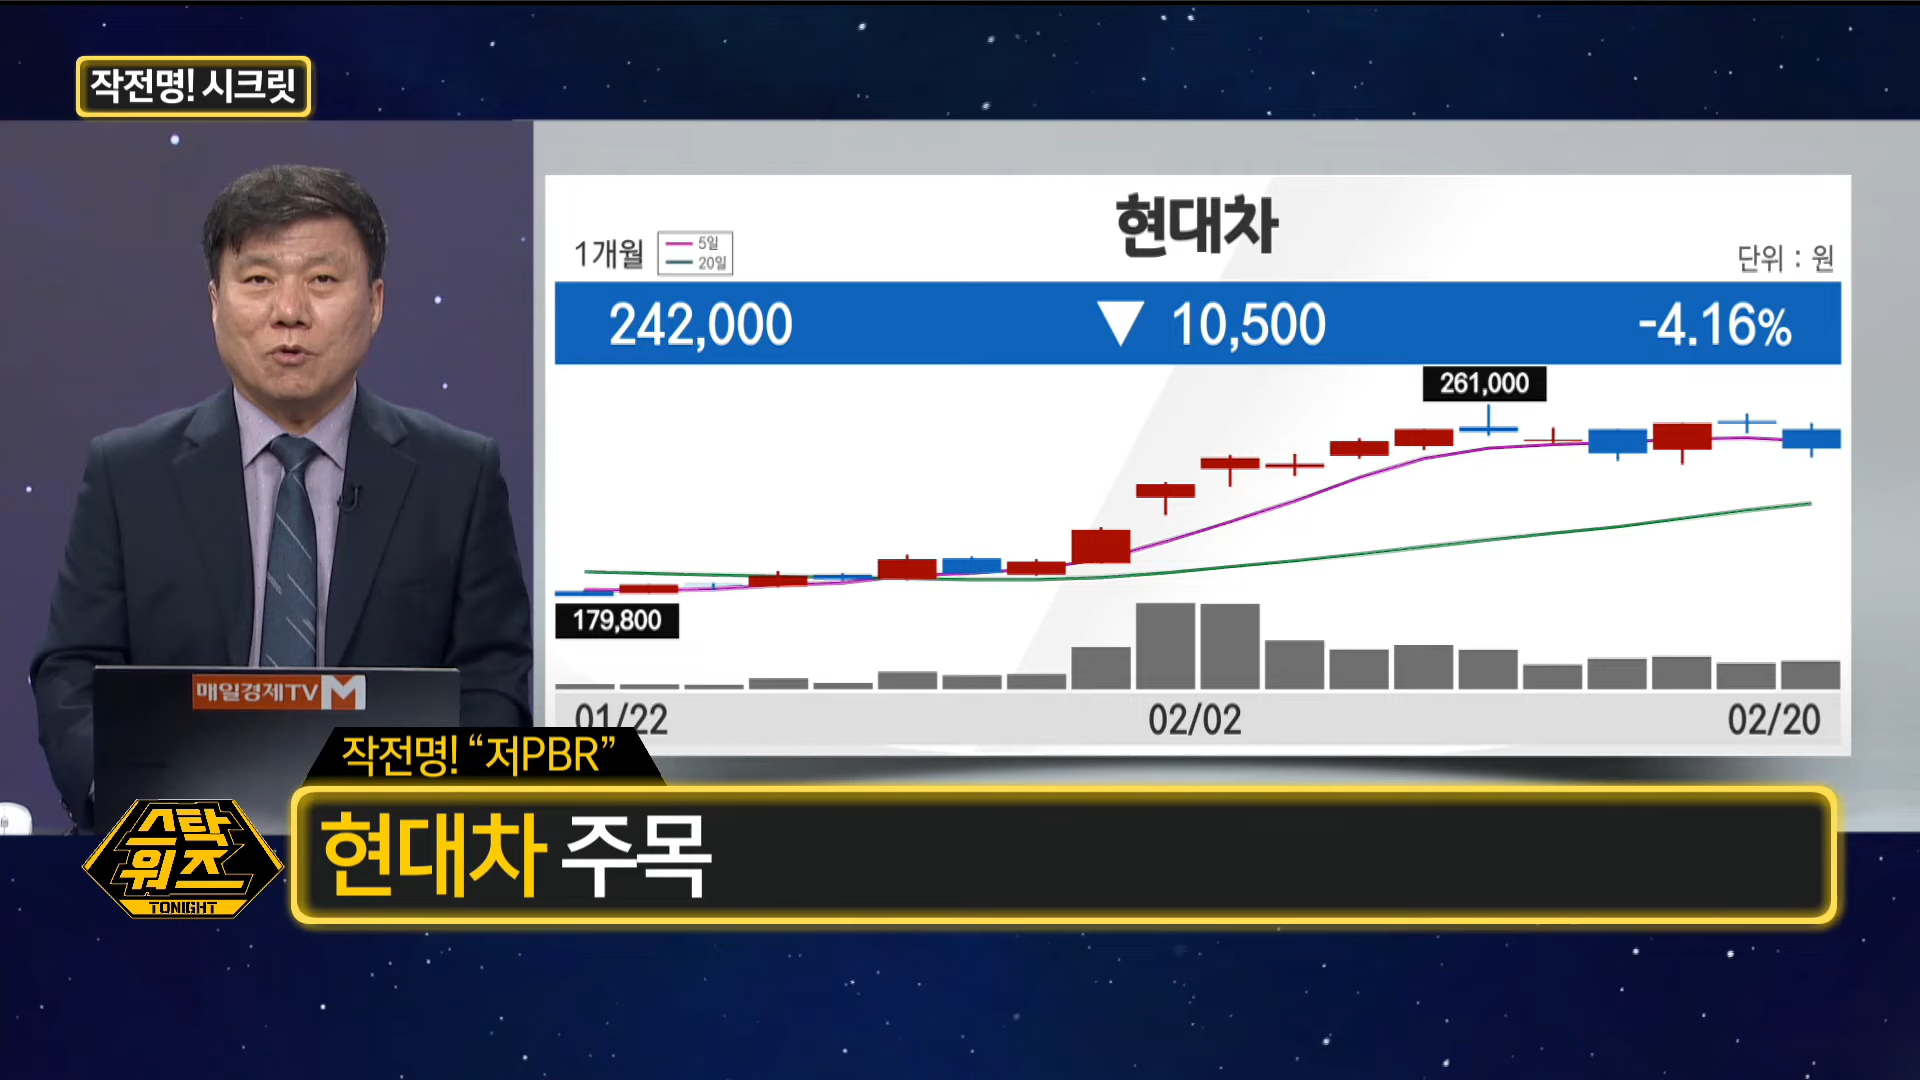 작전명! 시크릿
현대차
1개월
5일
20일
단위 : 원
242,000 ▼ 10,500 -4.16%
261,000
179,800
01/22 02/02 02/20
매일경제TV M
작전명! “저PBR”
스탁
워즈
TONIGHT
현대차 주목